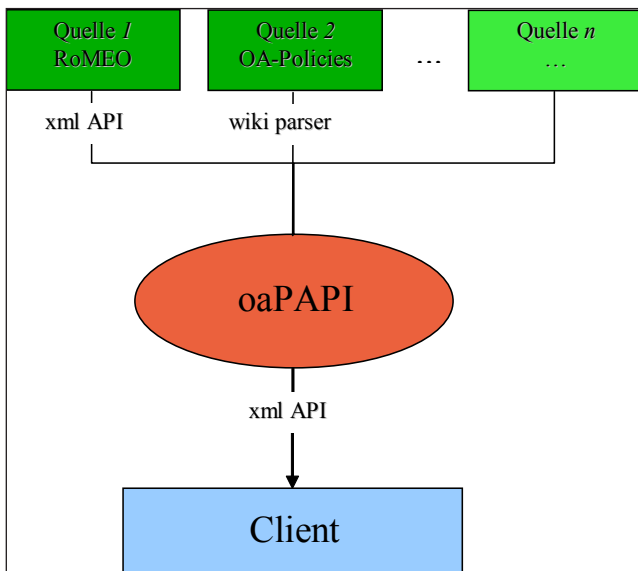 Quelle 1
RoMEO
Quelle 2
OA-Policies
...
Quelle n
...
xml API
wiki parser
oaPAPI
xml API
Client